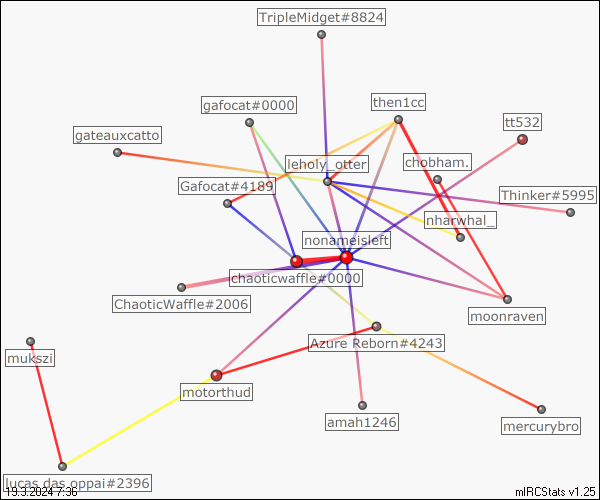 TripleMidget#8824
gafocat#0000
then1cc
tt532
gateauxcatto
leholy_otter
chobham.
Gafocat#4189
Thinker#5995
nharwhal_
nonameisleft
chaoticwaffle#0000
ChaoticWaffle#2006
moonraven
Azure Reborn#4243
mukszi
motorthud
amah1246
mercurybro
lucas das oppai#2396
19.3.2024 7:36
mIRCStats v1.25